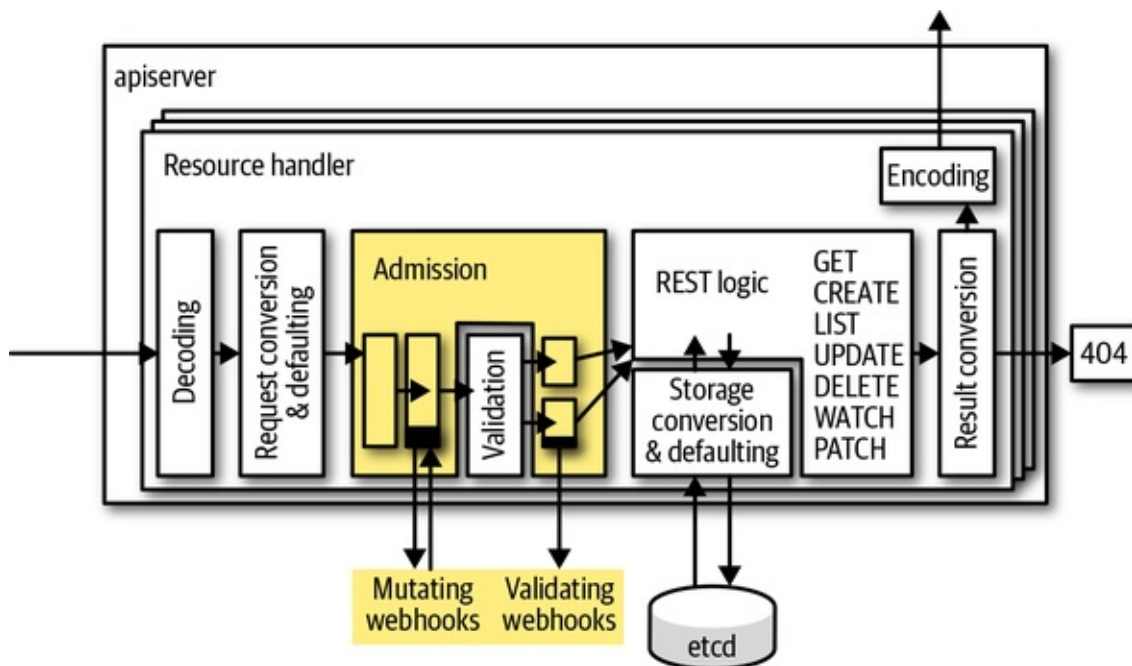 apiserver
Resource handler
Encoding
Decoding
Request conversion
& defaulting
Admission
Validation
REST logic
Storage
conversion
& defaulting
GET
CREATE
LIST
UPDATE
DELETE
WATCH
PATCH
Result conversion
404
Mutating
webhooks
Validating
webhooks
etcd